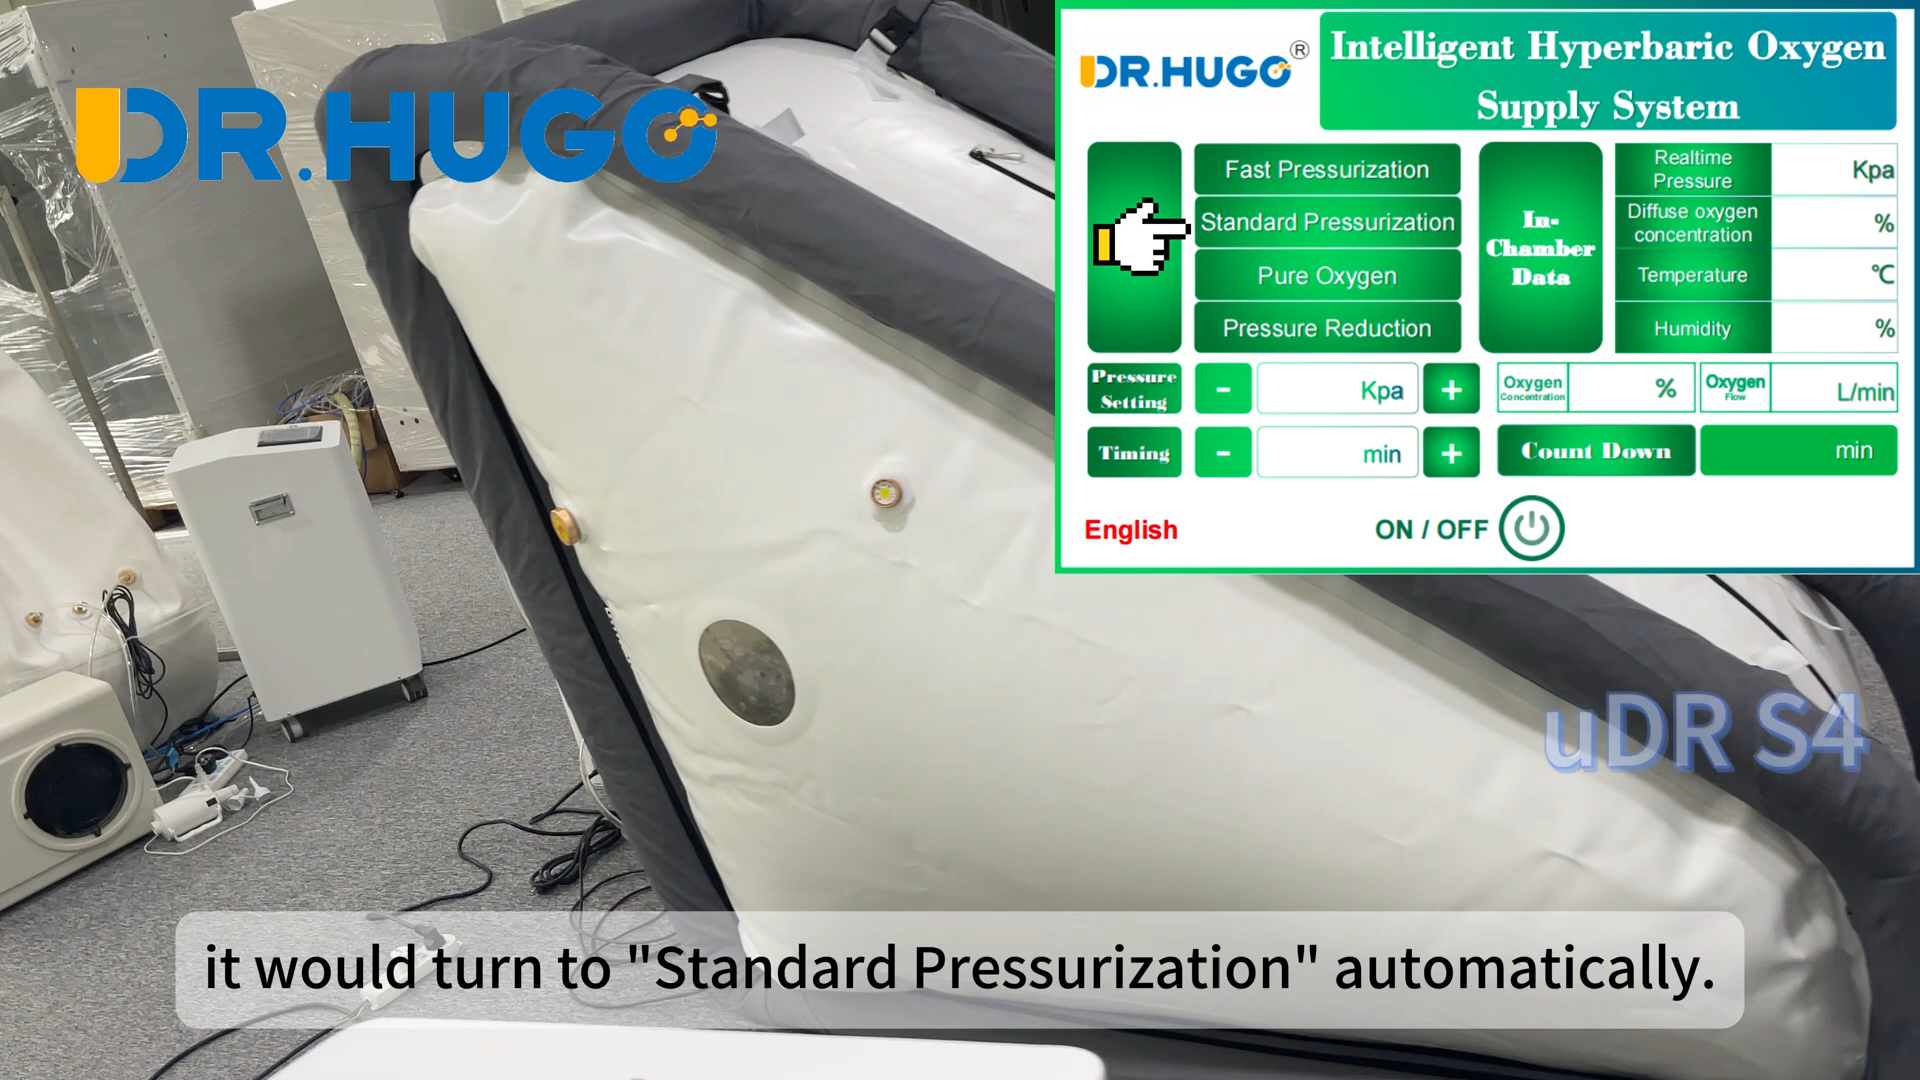 DR.HUGO
DR.HUGO®
Intelligent Hyperbaric Oxygen
Supply System
Fast Pressurization
Standard Pressurization
Pure Oxygen
Pressure Reduction
In-
Chamber
Data
Realtime
Pressure
Kpa
Diffuse oxygen
concentration
%
Temperature
℃
Humidity
%
Pressure
Setting
-
Kpa
+
Oxygen
Concentration
%
Oxygen
Flow
L/min
Timing
-
min
+
Count Down
min
English
ON / OFF
uDR S4
it would turn to "Standard Pressurization" automatically.